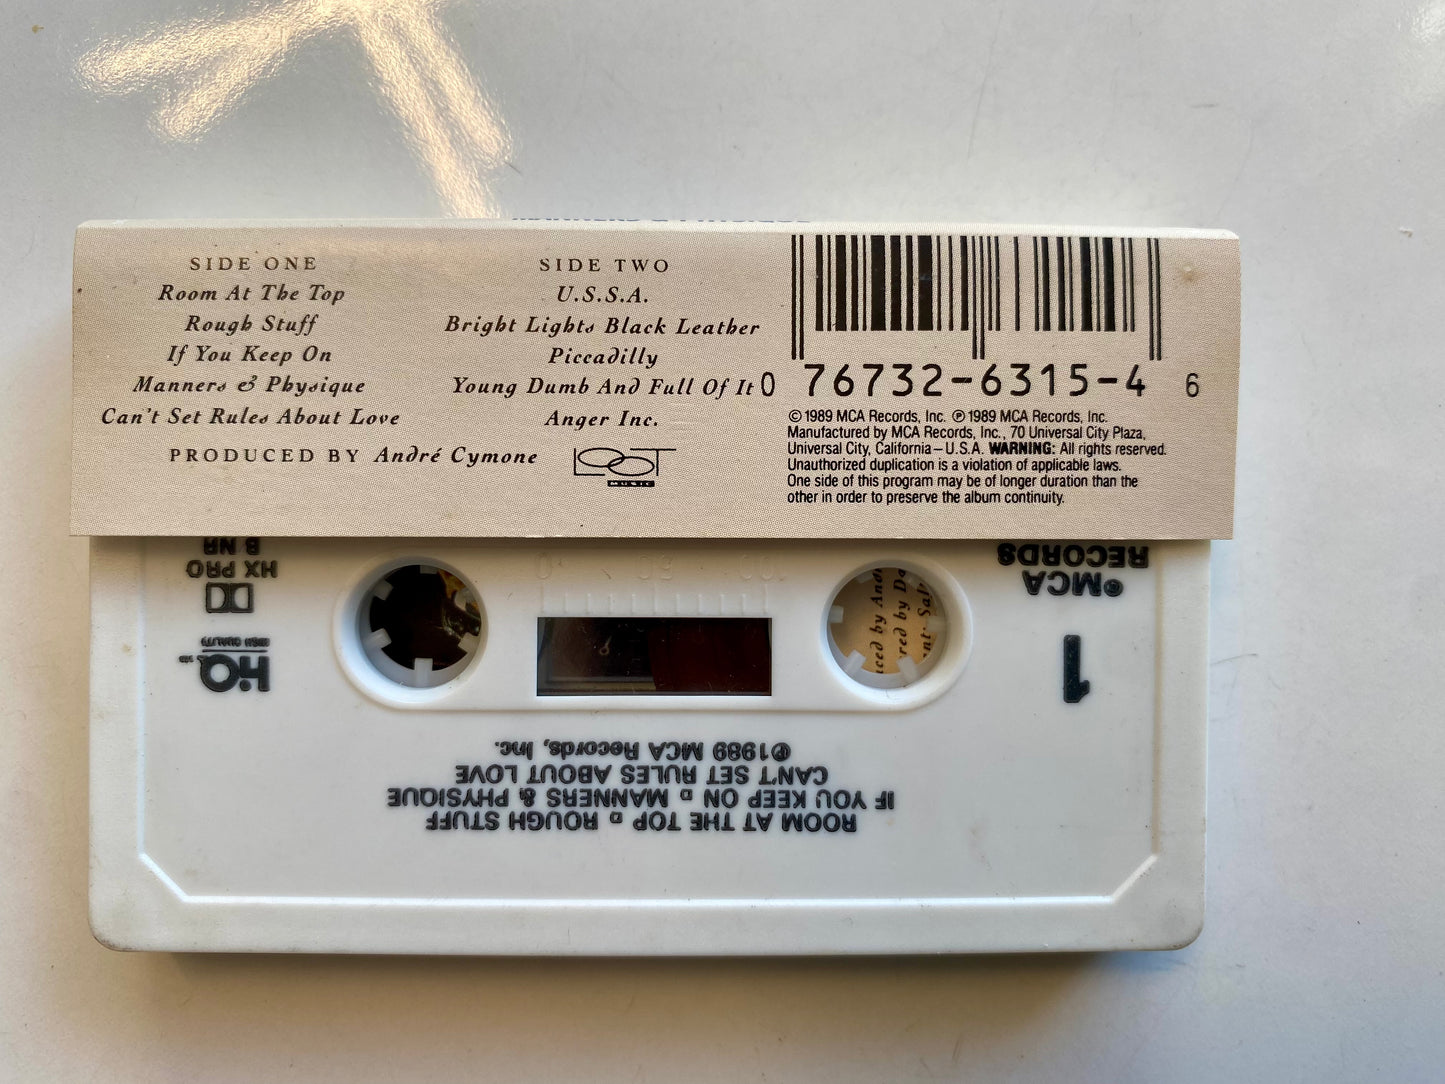 SIDE ONE
Room At The Top
Rough Stuff
If You Keep On
Manners & Physique
Can't Set Rules About Love
SIDE TWO
U.S.S.A.
Bright Lights Black Leather
Piccadilly
Young Dumb And Full Of It
Anger Inc.
PRODUCED BY André Cymone
LOOT
MUSIC
0 76732-6315-4 6
©1989 MCA Records, Inc. ℗1989 MCA Records, Inc.
Manufactured by MCA Records, Inc., 70 Universal City Plaza,
Universal City, California – U.S.A. WARNING: All rights reserved.
Unauthorized duplication is a violation of applicable laws.
One side of this program may be of longer duration than the
other in order to preserve the album continuity.
MCA
RECORDS
1
HX PRO
B NR
HQ
HIGH QUALITY
ROOM AT THE TOP ROUGH STUFF
IF YOU KEEP ON MANNERS & PHYSIQUE
CAN'T SET RULES ABOUT LOVE
℗1989 MCA Records, Inc.